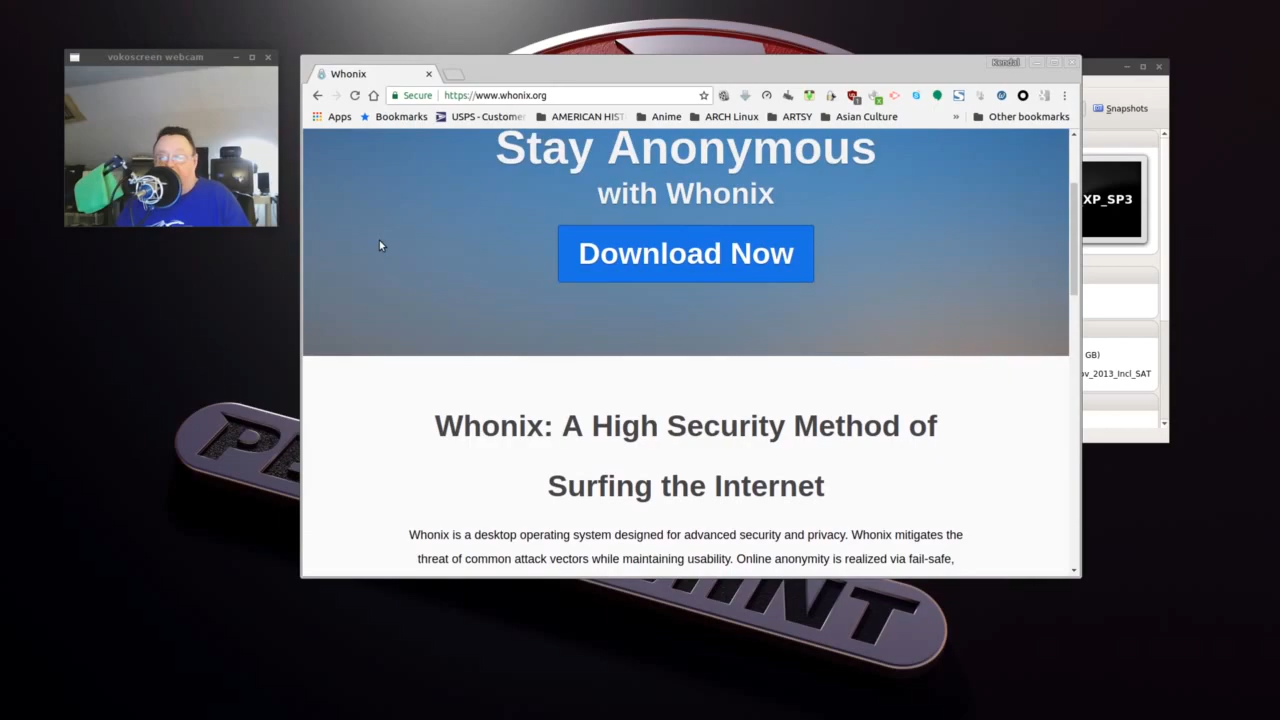 vokoscreen webcam
Whonix
Kendal
Secure
https://www.whonix.org
Apps
Bookmarks
USPS - Customer
AMERICAN HIST
Anime
ARCH Linux
ARTSY
Asian Culture
»
Other bookmarks
Snapshots
Stay Anonymous
with Whonix
Download Now
XP_SP3
GB)
ov_2013_Incl_SAT
Whonix: A High Security Method of
Surfing the Internet
Whonix is a desktop operating system designed for advanced security and privacy. Whonix mitigates the
threat of common attack vectors while maintaining usability. Online anonymity is realized via fail-safe,
PE
MINT